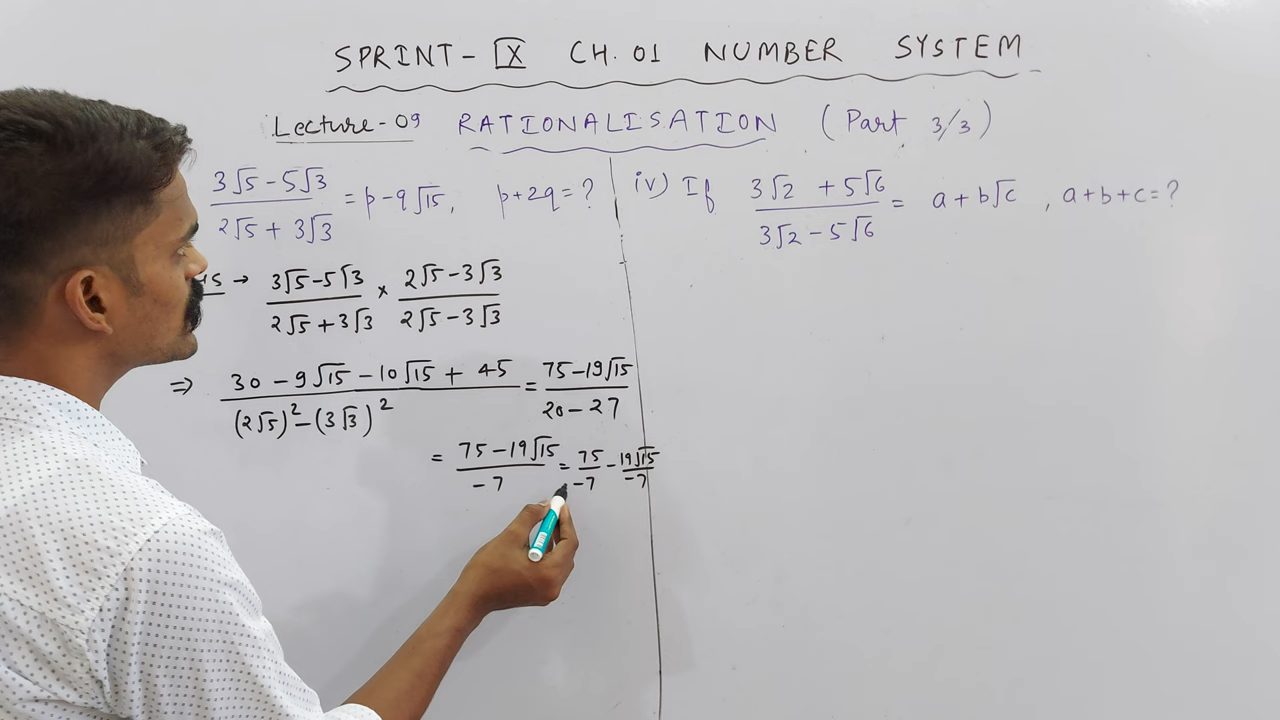 SPRINT-IX CH.01 NUMBER SYSTEM
Lecture-09 RATIONALISATION (Part 3/3)
3√5-5√3 / 2√5+3√3 = p-q√15, p+2q=?
→ 3√5-5√3 / 2√5+3√3 × 2√5-3√3 / 2√5-3√3
⇒ 30-9√15-10√15+45 / (2√5)²-(3√3)² = 75-19√15 / 20-27
= 75-19√15 / -7 = 75 / -7 - 19√15 / -7
iv) If 3√2+5√6 / 3√2-5√6 = a+b√c, a+b+c=?